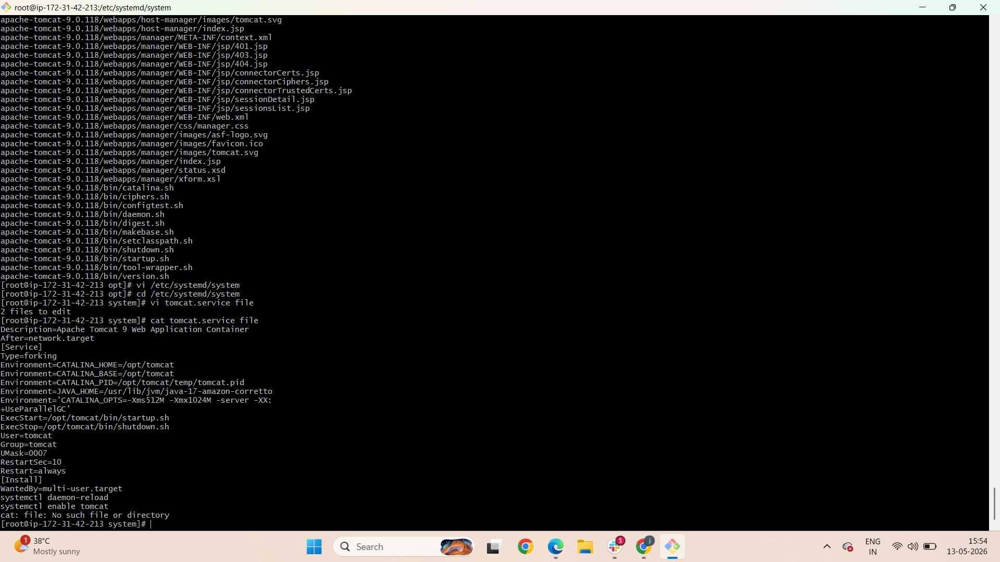 root@ip-172-31-42-213:/etc/systemd/system
apache-tomcat-9.0.118/webapps/host-manager/images/tomcat.svg
apache-tomcat-9.0.118/webapps/host-manager/index.jsp
apache-tomcat-9.0.118/webapps/manager/META-INF/context.xml
apache-tomcat-9.0.118/webapps/manager/WEB-INF/jsp/401.jsp
apache-tomcat-9.0.118/webapps/manager/WEB-INF/jsp/403.jsp
apache-tomcat-9.0.118/webapps/manager/WEB-INF/jsp/404.jsp
apache-tomcat-9.0.118/webapps/manager/WEB-INF/jsp/connectorCerts.jsp
apache-tomcat-9.0.118/webapps/manager/WEB-INF/jsp/connectorCiphers.jsp
apache-tomcat-9.0.118/webapps/manager/WEB-INF/jsp/connectorTrustedCerts.jsp
apache-tomcat-9.0.118/webapps/manager/WEB-INF/jsp/sessionDetail.jsp
apache-tomcat-9.0.118/webapps/manager/WEB-INF/jsp/sessionsList.jsp
apache-tomcat-9.0.118/webapps/manager/WEB-INF/web.xml
apache-tomcat-9.0.118/webapps/manager/css/manager.css
apache-tomcat-9.0.118/webapps/manager/images/asf-logo.svg
apache-tomcat-9.0.118/webapps/manager/images/favicon.ico
apache-tomcat-9.0.118/webapps/manager/images/tomcat.svg
apache-tomcat-9.0.118/webapps/manager/index.jsp
apache-tomcat-9.0.118/webapps/manager/status.xsd
apache-tomcat-9.0.118/webapps/manager/xform.xsl
apache-tomcat-9.0.118/bin/catalina.sh
apache-tomcat-9.0.118/bin/ciphers.sh
apache-tomcat-9.0.118/bin/configtest.sh
apache-tomcat-9.0.118/bin/daemon.sh
apache-tomcat-9.0.118/bin/digest.sh
apache-tomcat-9.0.118/bin/makebase.sh
apache-tomcat-9.0.118/bin/setclasspath.sh
apache-tomcat-9.0.118/bin/shutdown.sh
apache-tomcat-9.0.118/bin/startup.sh
apache-tomcat-9.0.118/bin/tool-wrapper.sh
apache-tomcat-9.0.118/bin/version.sh
[root@ip-172-31-42-213 opt]# vi /etc/systemd/system
[root@ip-172-31-42-213 opt]# cd /etc/systemd/system
[root@ip-172-31-42-213 system]# vi tomcat.service file
2 files to edit
[root@ip-172-31-42-213 system]# cat tomcat.service file
Description=Apache Tomcat 9 Web Application Container
After=network.target
[Service]
Type=forking
Environment=CATALINA_HOME=/opt/tomcat
Environment=CATALINA_BASE=/opt/tomcat
Environment=CATALINA_PID=/opt/tomcat/temp/tomcat.pid
Environment=JAVA_HOME=/usr/lib/jvm/java-17-amazon-corretto
Environment='CATALINA_OPTS=-Xms512M -Xmx1024M -server -XX:
+UseParallelGC'
ExecStart=/opt/tomcat/bin/startup.sh
ExecStop=/opt/tomcat/bin/shutdown.sh
User=tomcat
Group=tomcat
UMask=0007
RestartSec=10
Restart=always
[Install]
WantedBy=multi-user.target
systemctl daemon-reload
systemctl enable tomcat
cat: file: No such file or directory
[root@ip-172-31-42-213 system]#
1
38°C
Mostly sunny
Search
1
j
ENG
IN
15:54
13-05-2026